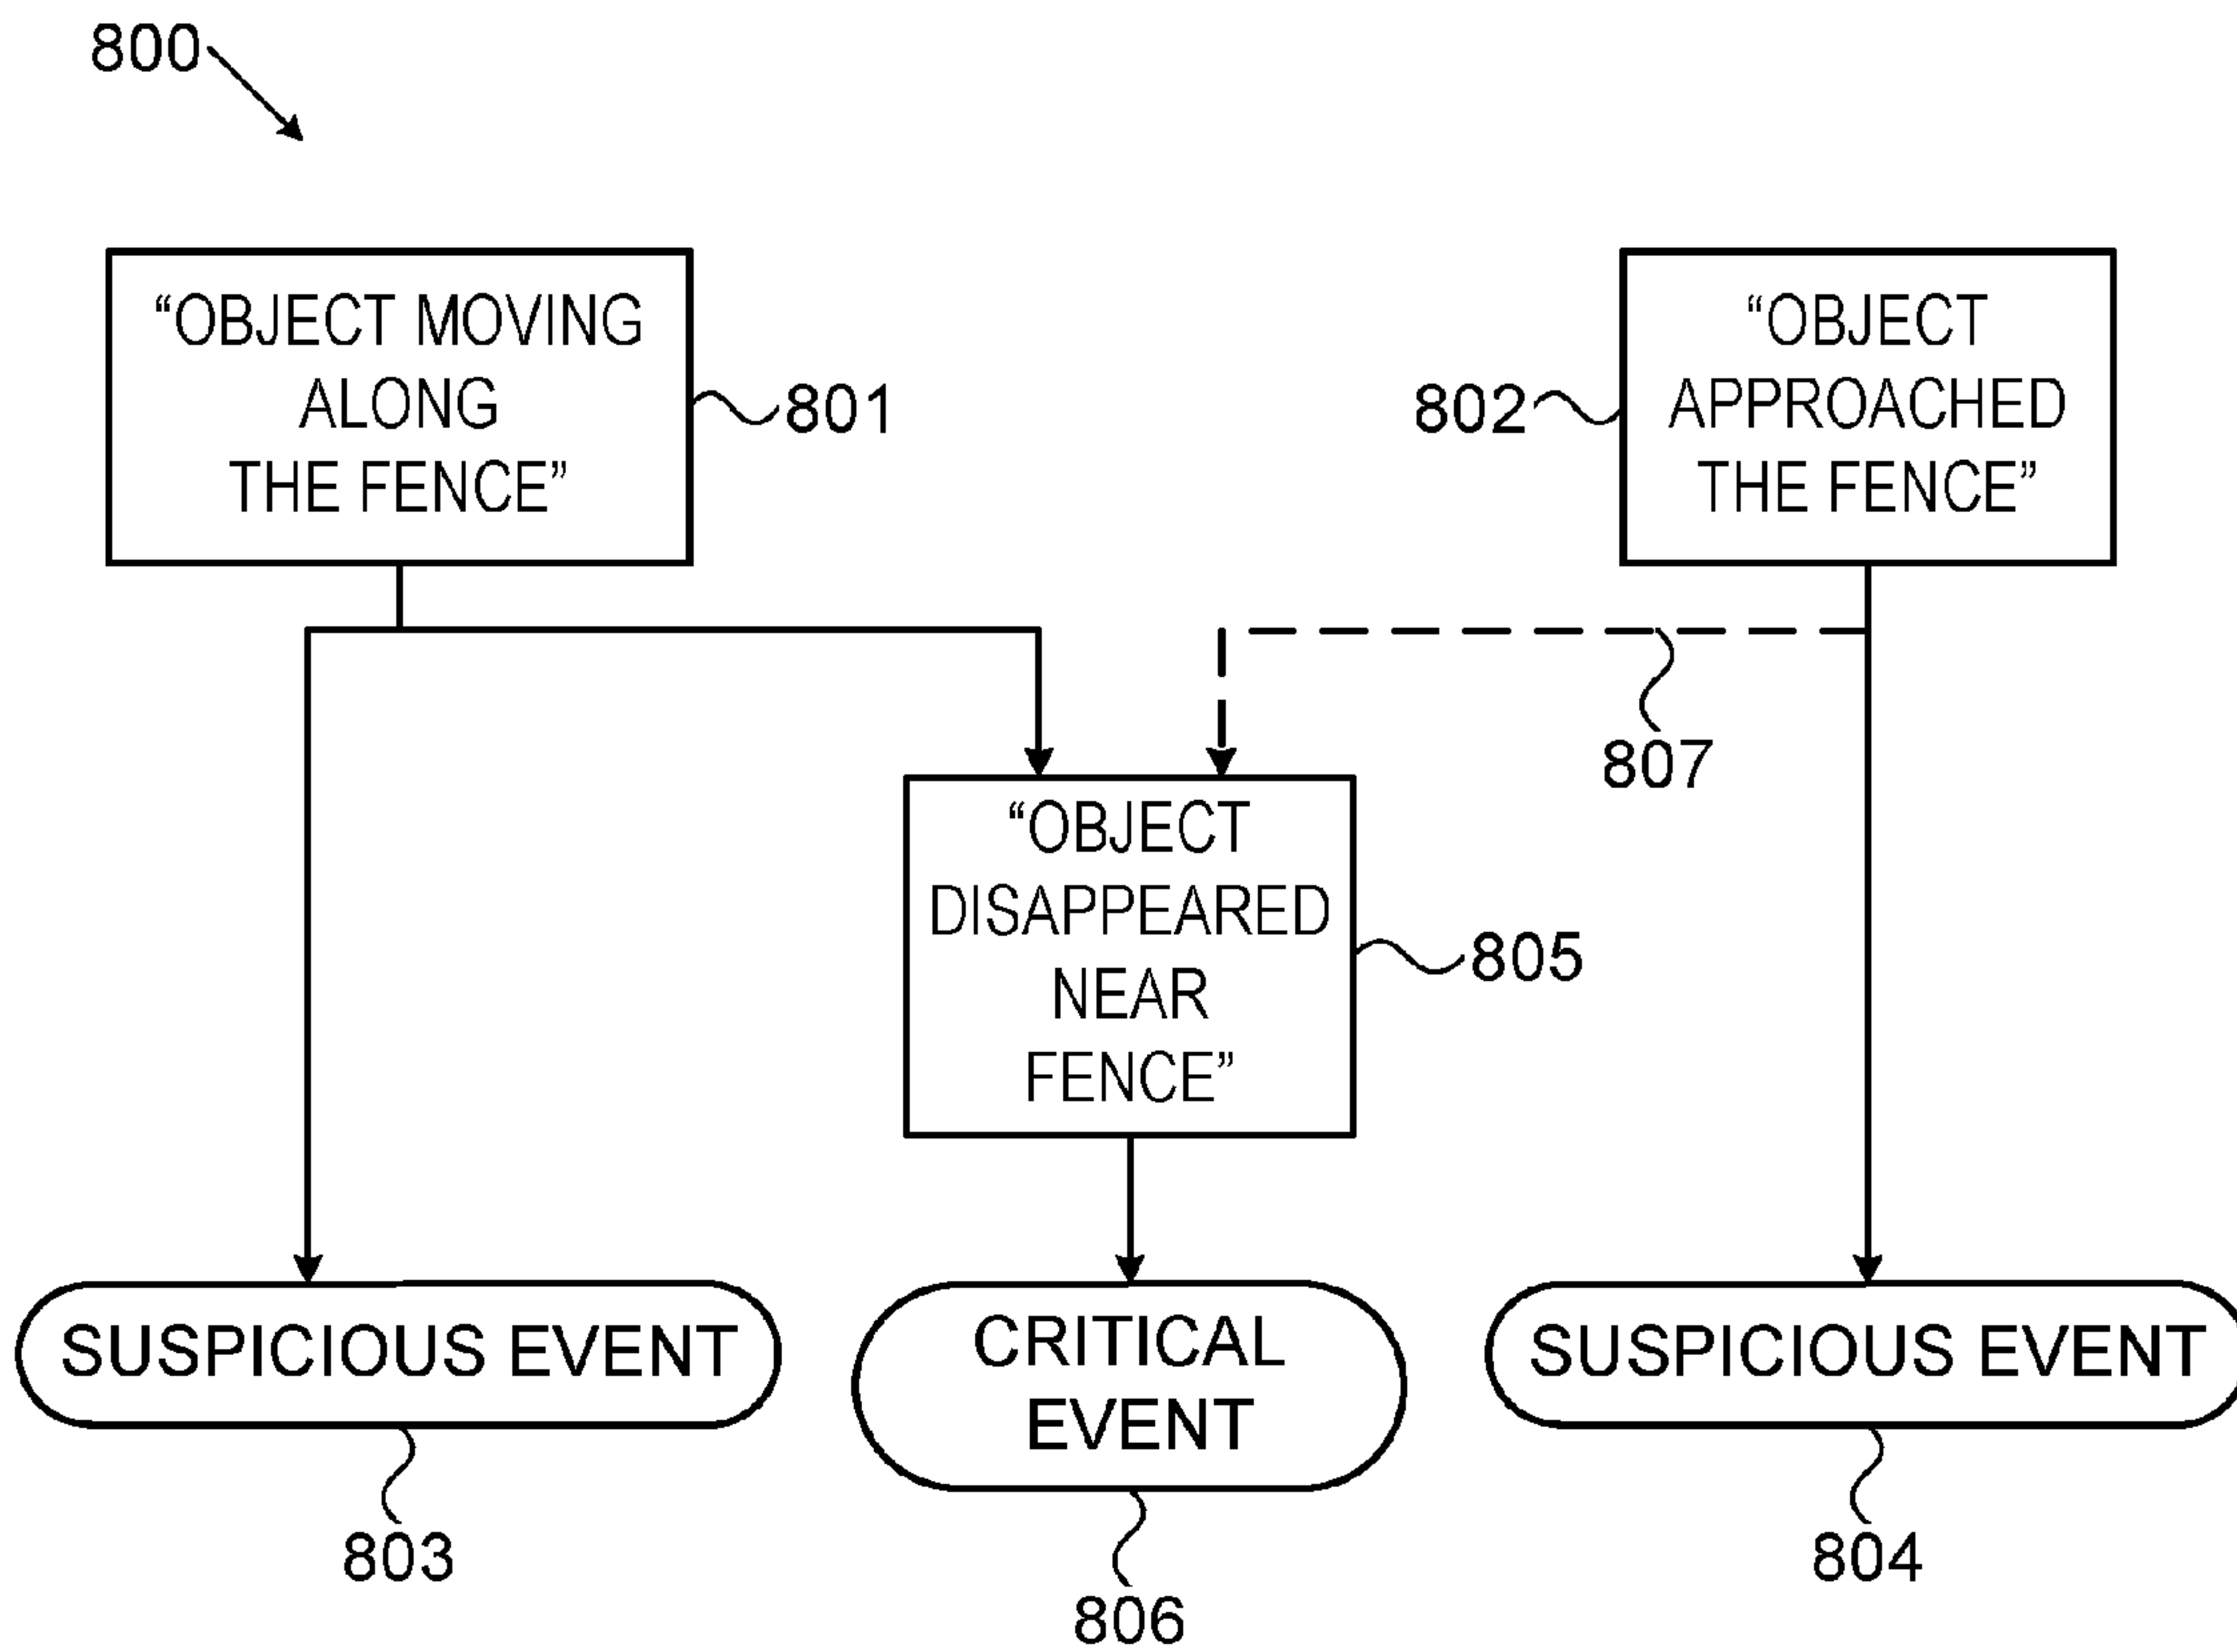 800
“OBJECT MOVING
ALONG
THE FENCE”
801
802
“OBJECT
APPROACHED
THE FENCE”
807
“OBJECT
DISAPPEARED
NEAR
FENCE”
805
SUSPICIOUS EVENT
803
CRITICAL
EVENT
806
SUSPICIOUS EVENT
804